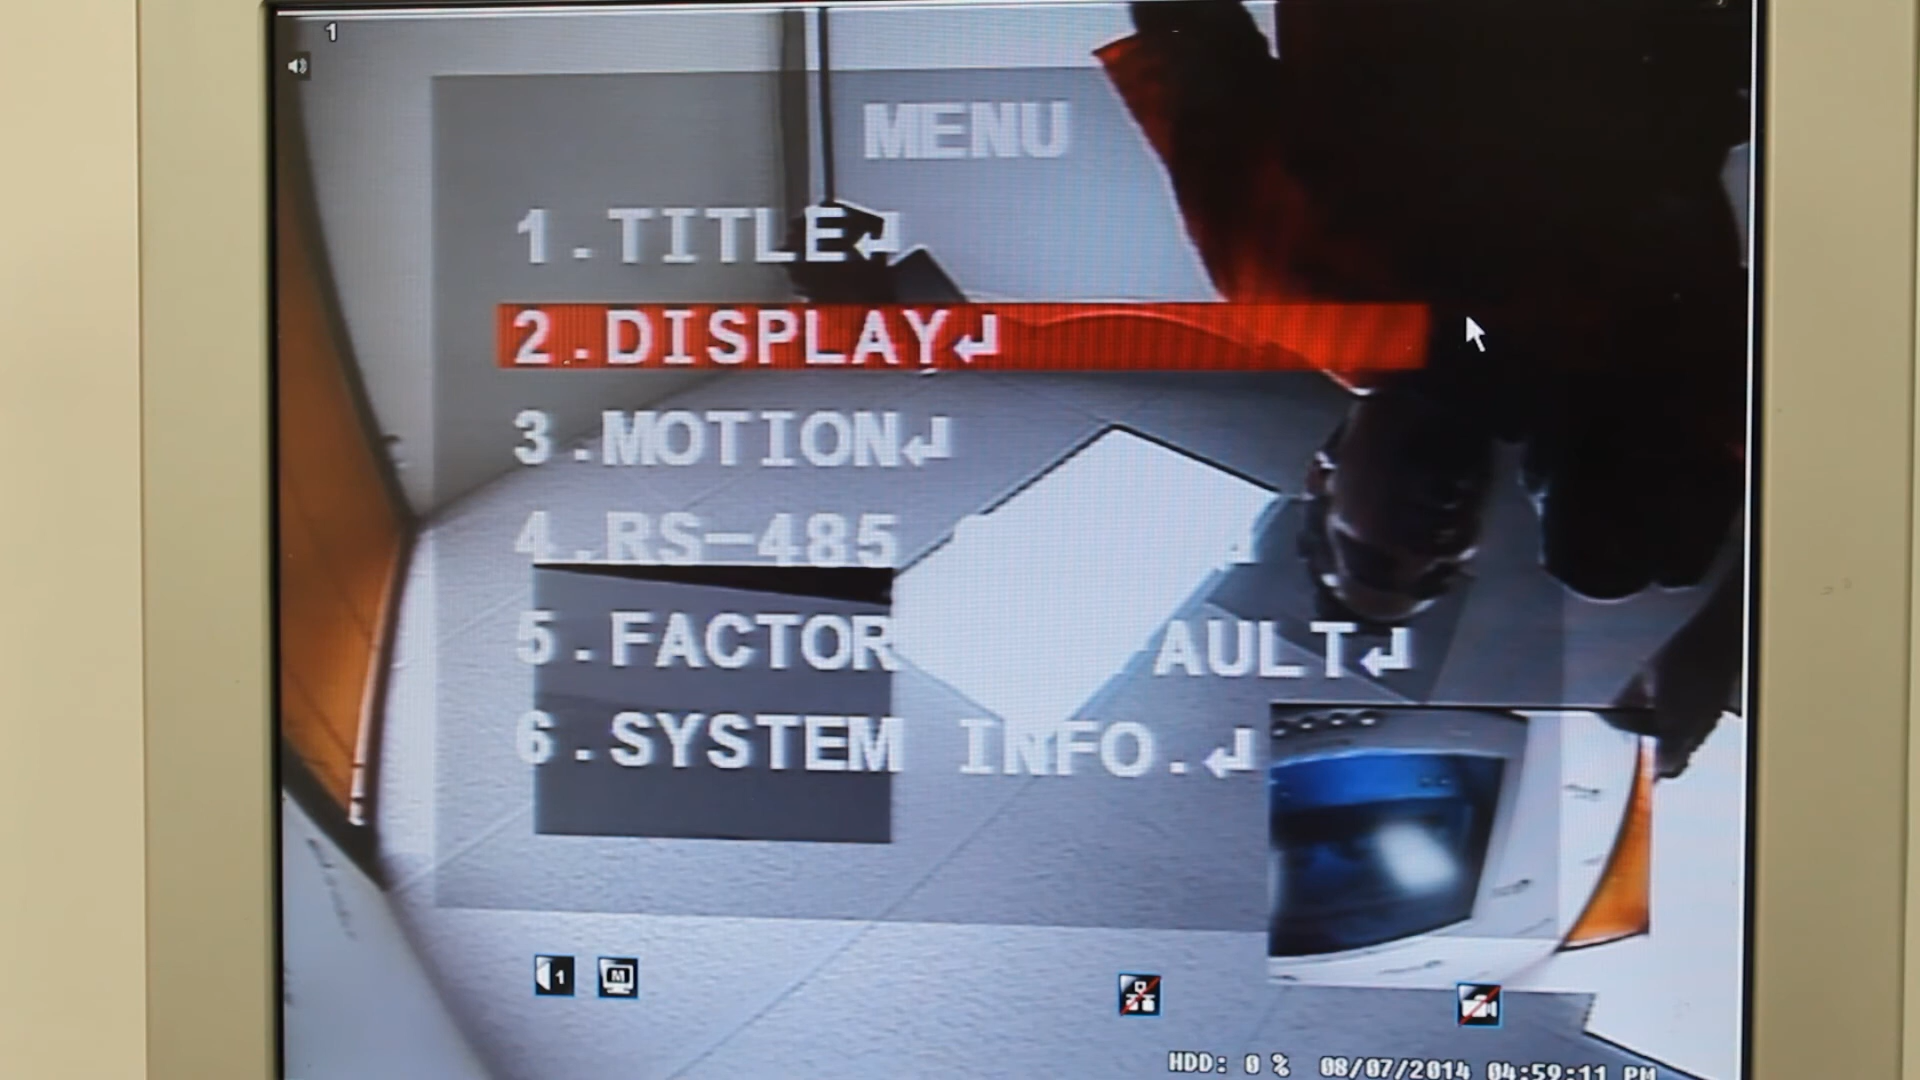 1
MENU
1.TITLE↵
2.DISPLAY↵
3.MOTION↵
4.RS-485
5.FACTOR AULT↵
6.SYSTEM INFO.↵
1 M
HDD: 0 % 08/07/2014 04:59:11 PM